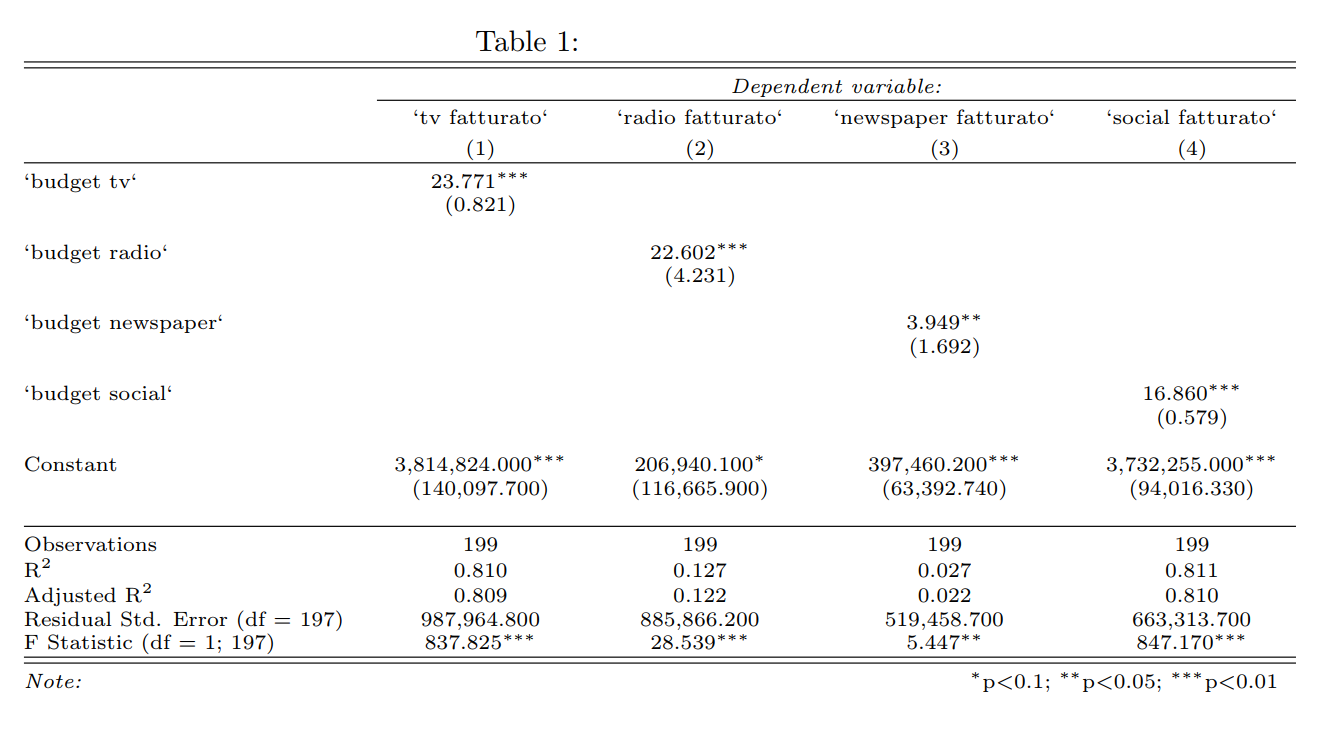 Table 1:
Dependent variable:
‘tv fatturato‘ ‘radio fatturato‘ ‘newspaper fatturato‘ ‘social fatturato‘
(1) (2) (3) (4)
‘budget tv‘ 23.771***
(0.821)
‘budget radio‘ 22.602***
(4.231)
‘budget newspaper‘ 3.949**
(1.692)
‘budget social‘ 16.860***
(0.579)
Constant 3,814,824.000*** 206,940.100* 397,460.200*** 3,732,255.000***
(140,097.700) (116,665.900) (63,392.740) (94,016.330)
Observations 199 199 199 199
R² 0.810 0.127 0.027 0.811
Adjusted R² 0.809 0.122 0.022 0.810
Residual Std. Error (df = 197) 987,964.800 885,866.200 519,458.700 663,313.700
F Statistic (df = 1; 197) 837.825*** 28.539*** 5.447** 847.170***
Note: *p<0.1; **p<0.05; ***p<0.01